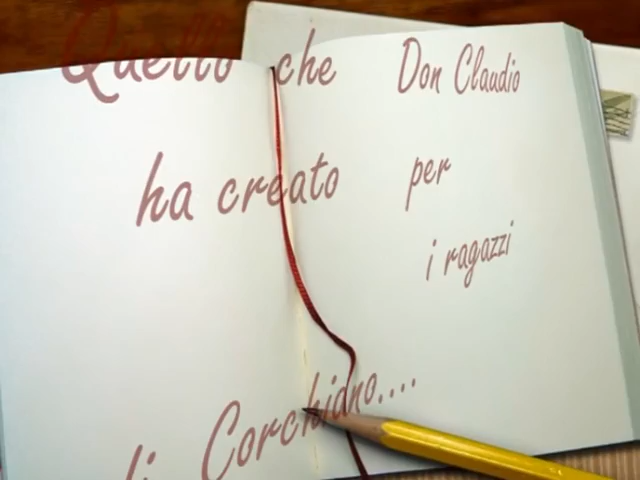 Quello che Don Claudio
ha creato per
i ragazzi
di Corchiano....